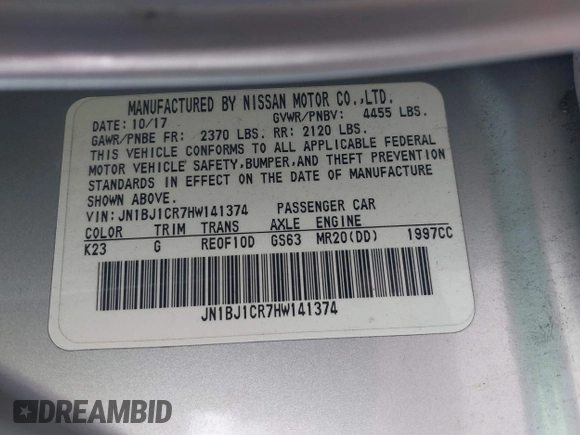 MANUFACTURED BY NISSAN MOTOR CO.,LTD.
DATE: 10/17 GVWR/PNBV: 4455 LBS.
GAWR/PNBE FR: 2370 LBS. RR: 2120 LBS.
THIS VEHICLE CONFORMS TO ALL APPLICABLE FEDERAL
MOTOR VEHICLE SAFETY,BUMPER,AND THEFT PREVENTION
STANDARDS IN EFFECT ON THE DATE OF MANUFACTURE
SHOWN ABOVE.
VIN:JN1BJ1CR7HW141374 PASSENGER CAR
COLOR TRIM TRANS AXLE ENGINE
K23 G RE0F10D GS63 MR20(DD) 1997CC
JN1BJ1CR7HW141374
DREAMBID